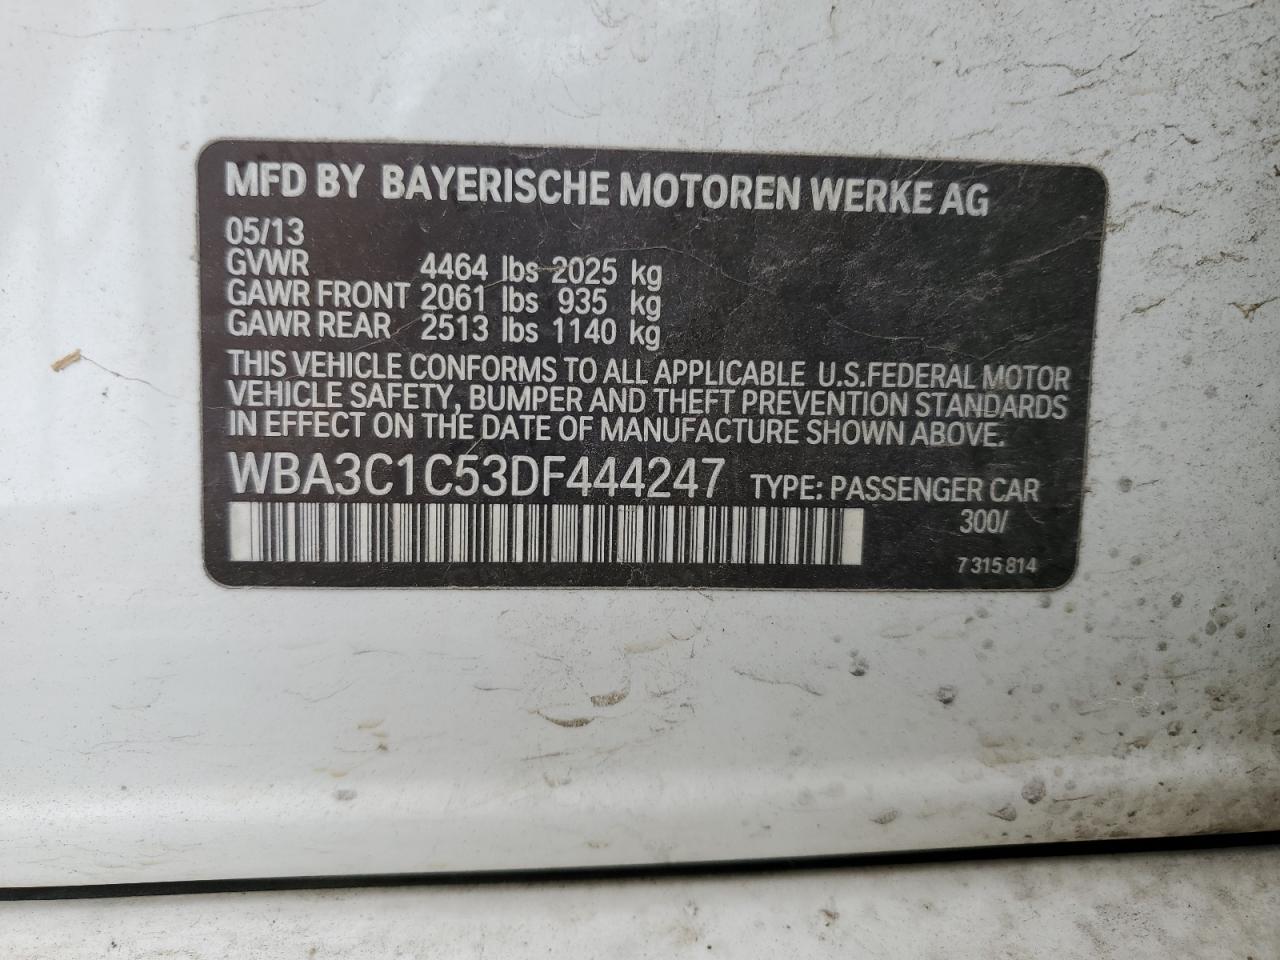 MFD BY BAYERISCHE MOTOREN WERKE AG
05/13
GVWR 4464 lbs 2025 kg
GAWR FRONT 2061 lbs 935 kg
GAWR REAR 2513 lbs 1140 kg
THIS VEHICLE CONFORMS TO ALL APPLICABLE U.S.FEDERAL MOTOR
VEHICLE SAFETY, BUMPER AND THEFT PREVENTION STANDARDS
IN EFFECT ON THE DATE OF MANUFACTURE SHOWN ABOVE.
WBA3C1C53DF444247 TYPE: PASSENGER CAR
300/
7 315 814